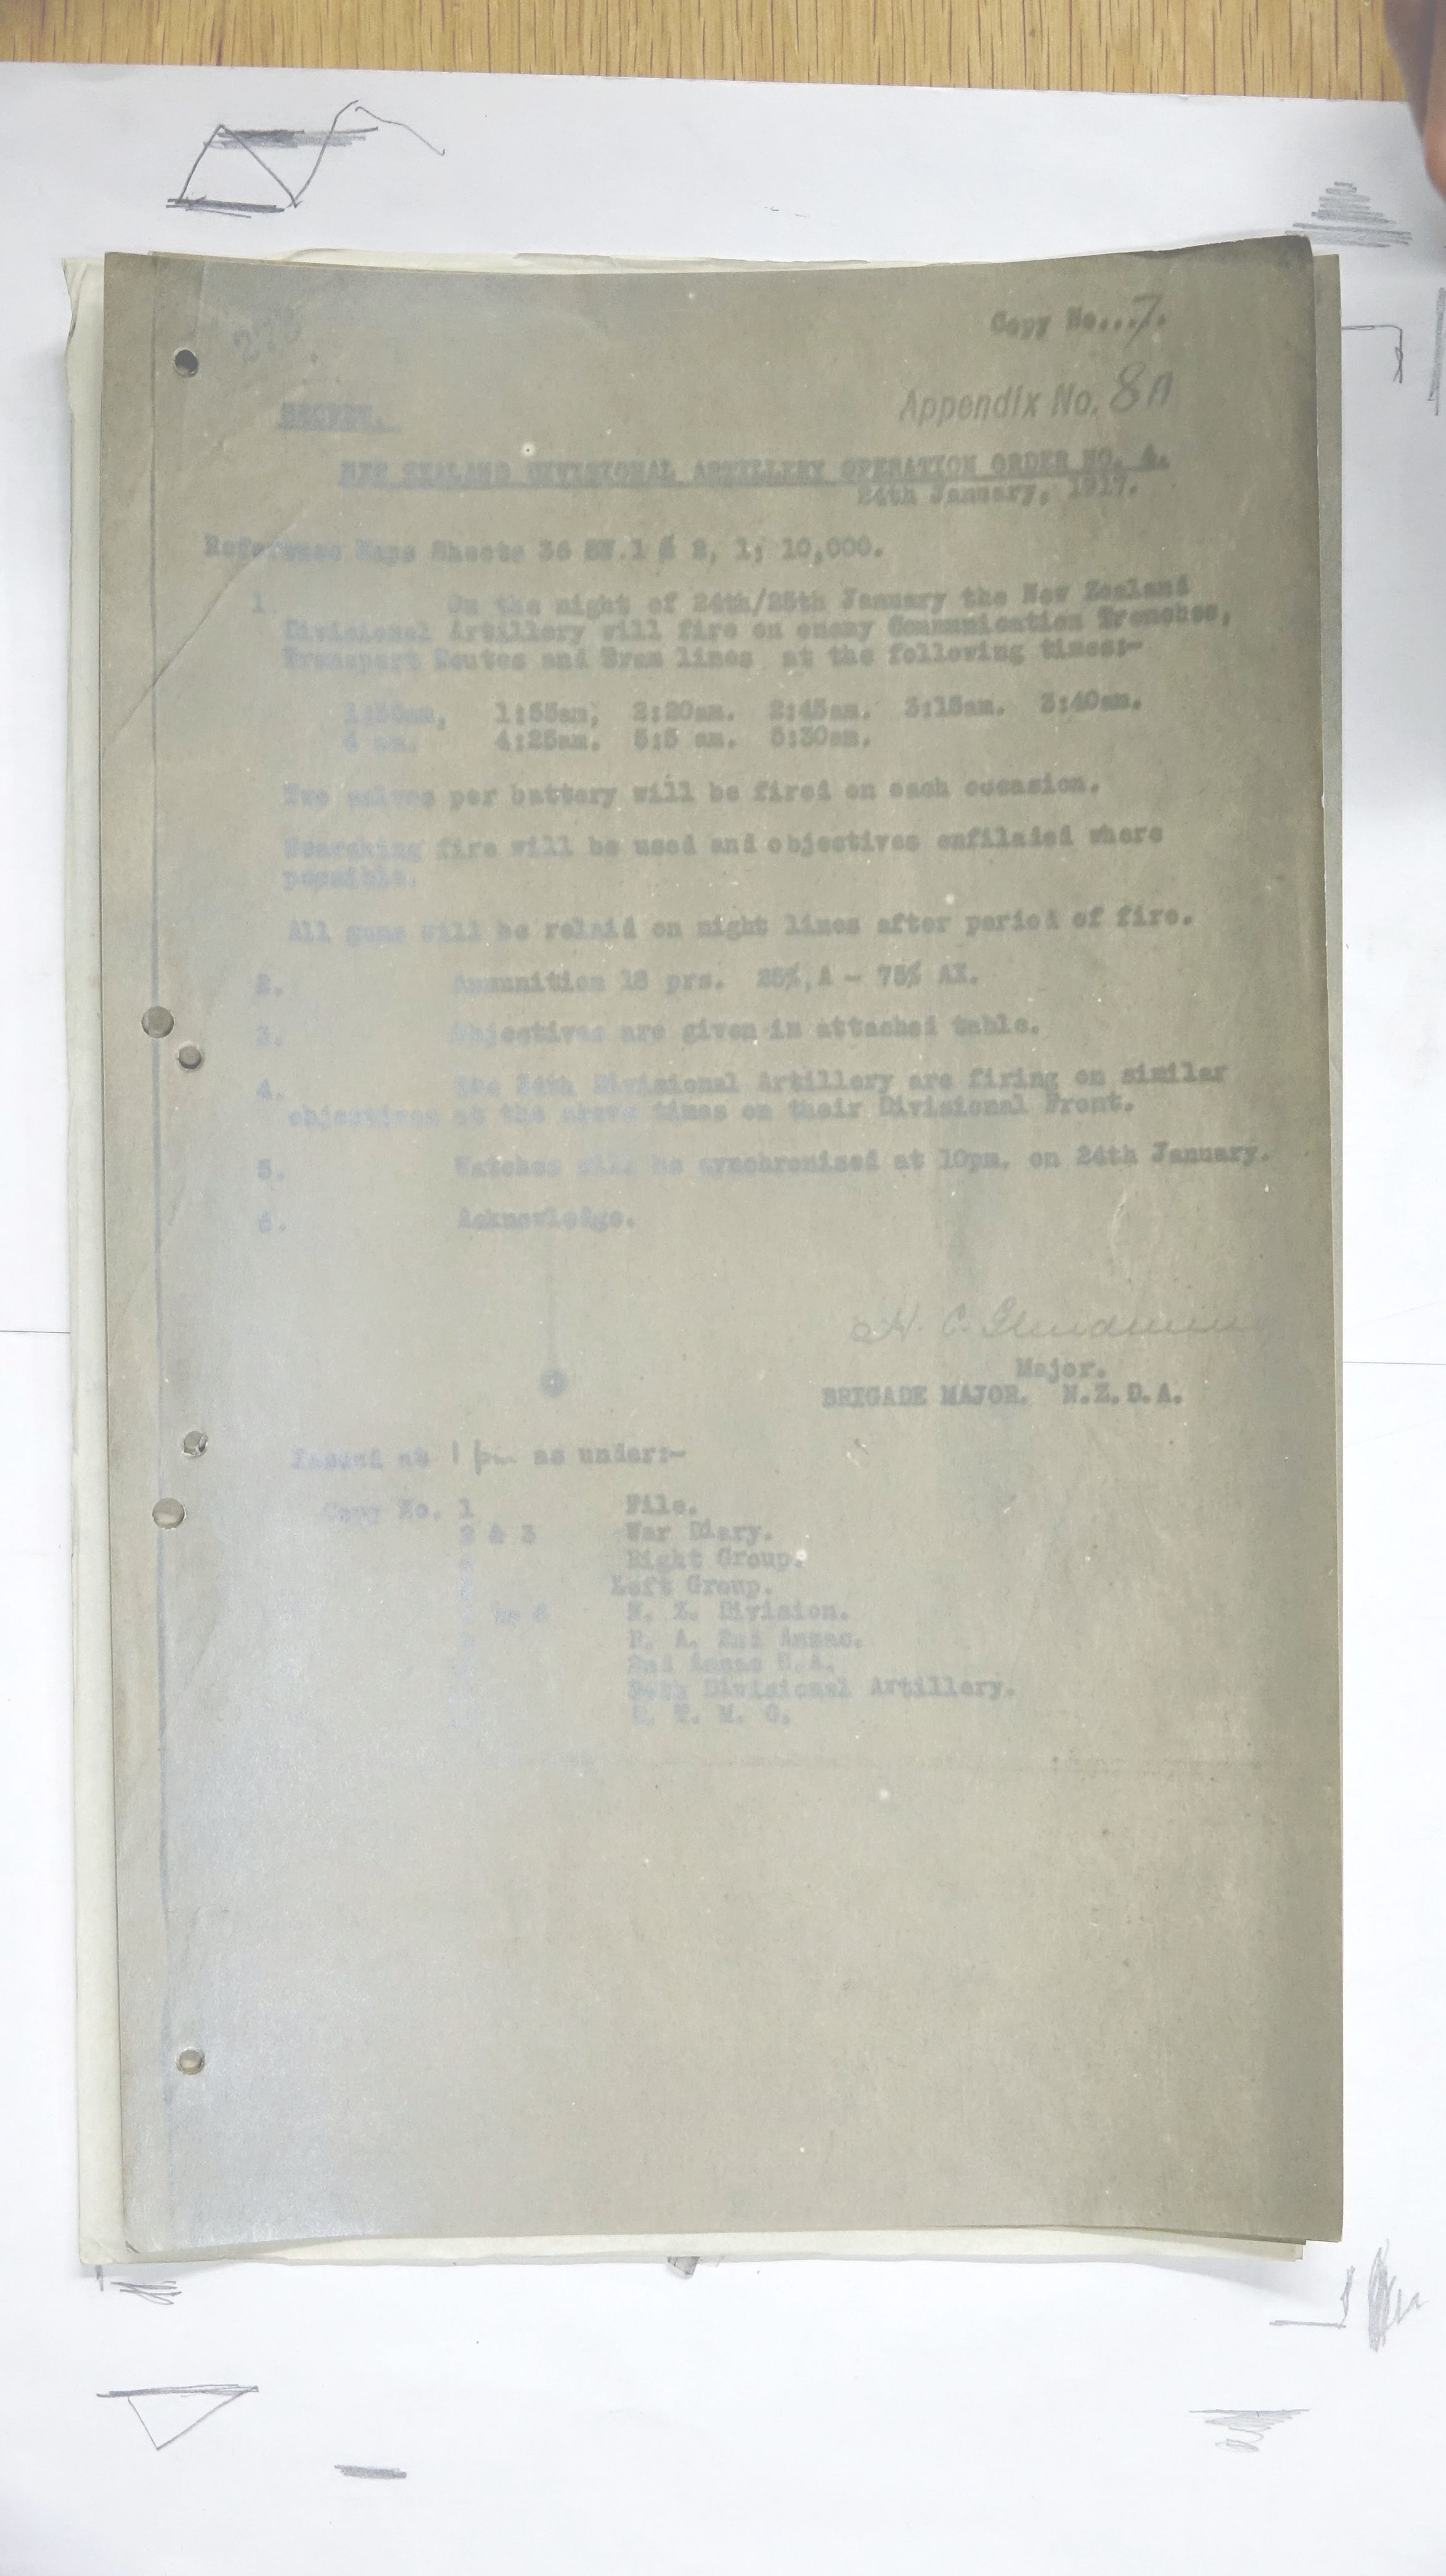 Copy No...7.
Appendix No. 8A
SECRET.
NEW ZEALAND DIVISIONAL ARTILLERY OPERATION ORDER NO. 4.
24th January, 1917.
Reference Maps Sheets 36 SW.1 & 2, 1; 10,000.
1. On the night of 24th/25th January the New Zealand
Divisional Artillery will fire on enemy Communication Trenches,
Transport Routes and Tram lines at the following times:-
1:30am, 1:55am, 2:20am. 2:45am. 3:15am. 3:40am.
4 am. 4:25am. 5:5 am. 5:30am.
Two salvos per battery will be fired on each occasion.
Searching fire will be used and objectives enfiladed where
possible.
All guns will be relaid on night lines after period of fire.
2. Ammunition 18 prs. 25%, A - 75% AX.
3. Objectives are given in attached table.
4. The 34th Divisional Artillery are firing on similar
objectives at the above times on their Divisional Front.
5. Watches will be synchronised at 10pm. on 24th January.
6. Acknowledge.
H. C.
Major.
BRIGADE MAJOR. N.Z.D.A.
Issued at 1 pm as under:-
Copy No. 1 File.
2 & 3 War Diary.
Right Group.
Left Group.
to 8 N. Z. Division.
R. A. 2nd Anzac.
2nd Anzac H.A.
34th Divisional Artillery.
D. T. M. O.